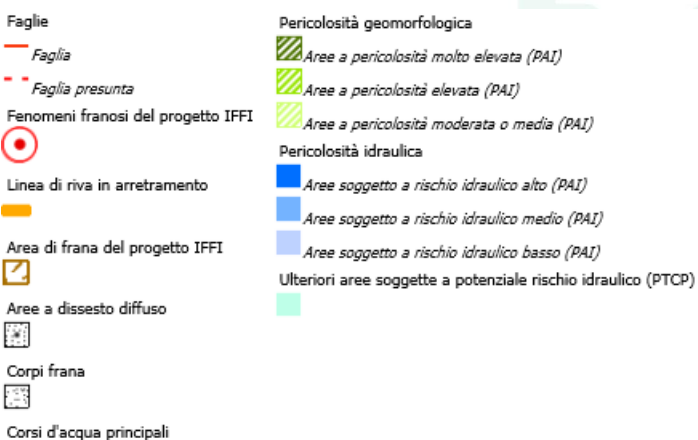 Faglie
Faglia
Faglia presunta
Fenomeni franosi del progetto IFFI
Linea di riva in arretramento
Area di frana del progetto IFFI
Aree a dissesto diffuso
Corpi frana
Corsi d'acqua principali
Pericolosità geomorfologica
Aree a pericolosità molto elevata (PAI)
Aree a pericolosità elevata (PAI)
Aree a pericolosità moderata o media (PAI)
Pericolosità idraulica
Aree soggetto a rischio idraulico alto (PAI)
Aree soggetto a rischio idraulico medio (PAI)
Aree soggetto a rischio idraulico basso (PAI)
Ulteriori aree soggette a potenziale rischio idraulico (PTCP)